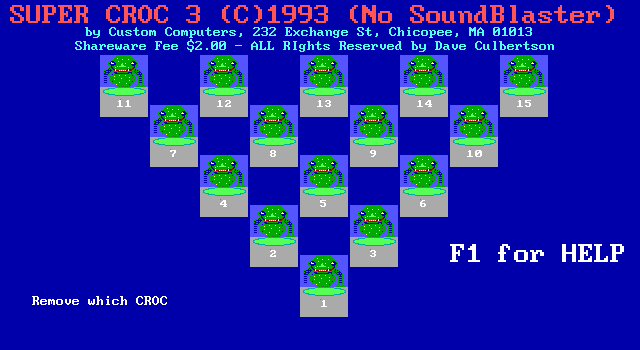 SUPER CROC 3 (C)1993 (No SoundBlaster)
by Custom Computers, 232 Exchange St, Chicopee, MA 01013
Shareware Fee $2.00 - ALL RIghts Reserved by Dave Culbertson
11 12 13 14 15
7 8 9 10
4 5 6
2 3
F1 for HELP
Remove which CROC
1